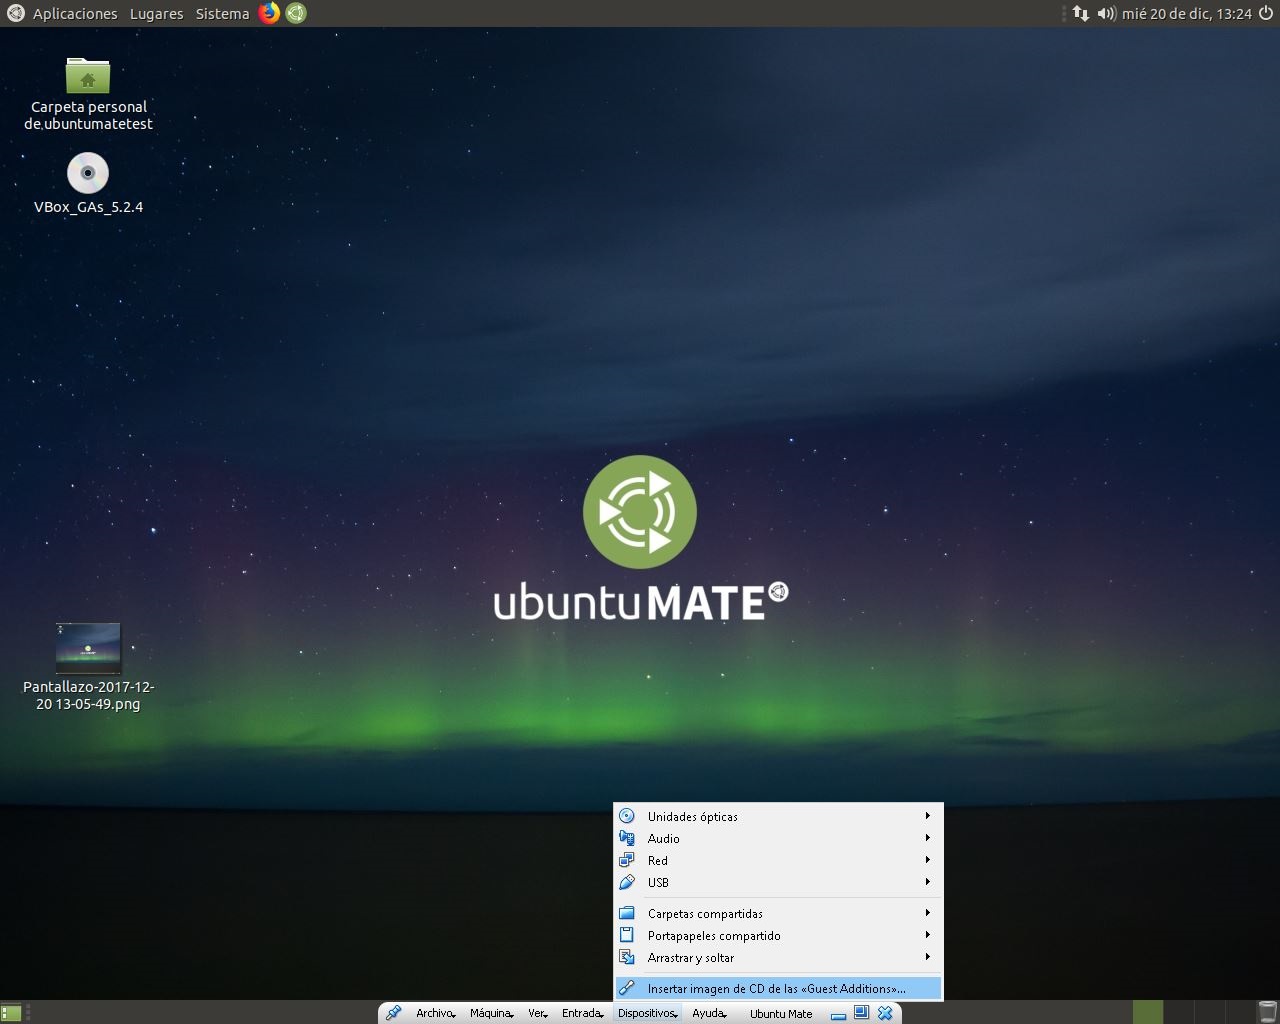 Aplicaciones Lugares Sistema
mié 20 de dic, 13:24
Carpeta personal
de ubuntumatetest
VBox_GAs_5.2.4
ubuntu MATE
Pantallazo-2017-12-
20 13-05-49.png
Unidades ópticas
Audio
Red
USB
Carpetas compartidas
Portapapeles compartido
Arrastrar y soltar
Insertar imagen de CD de las «Guest Additions»...
Archivo Máquina Ver Entrada Dispositivos Ayuda Ubuntu Mate